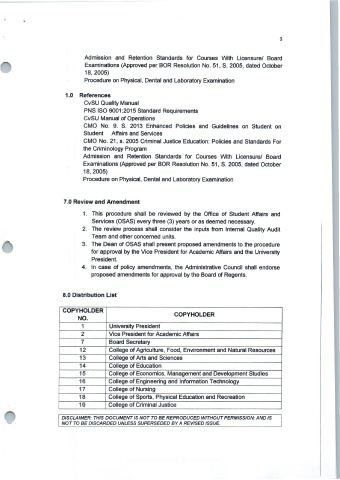 3
Admission and Retention Standards for Courses With Licensure/ Board
Examinations (Approved per BOR Resolution No. 51, S. 2005, dated October
18, 2005)
Procedure on Physical, Dental and Laboratory Examination
1.0 References
CvSU Quality Manual
PNS ISO 9001:2015 Standard Requirements
CvSU Manual of Operations
CMO No. 9, S. 2013 Enhanced Policies and Guidelines on Student on
Student Affairs and Services
CMO No. 21, s. 2005 Criminal Justice Education: Policies and Standards For
the Criminology Program
Admission and Retention Standards for Courses With Licensure/ Board
Examinations (Approved per BOR Resolution No. 51, S. 2005, dated October
18, 2005)
Procedure on Physical, Dental and Laboratory Examination
7.0 Review and Amendment
1. This procedure shall be reviewed by the Office of Student Affairs and
Services (OSAS) every three (3) years or as deemed necessary.
2. The review process shall consider the inputs from Internal Quality Audit
Team and other concerned units.
3. The Dean of OSAS shall present proposed amendments to the procedure
for approval by the Vice President for Academic Affairs and the University
President.
4. In case of policy amendments, the Administrative Council shall endorse
proposed amendments for approval by the Board of Regents.
8.0 Distribution List
COPYHOLDER NO. COPYHOLDER
1 University President
2 Vice President for Academic Affairs
7 Board Secretary
12 College of Agriculture, Food, Environment and Natural Resources
13 College of Arts and Sciences
14 College of Education
15 College of Economics, Management and Development Studies
16 College of Engineering and Information Technology
17 College of Nursing
18 College of Sports, Physical Education and Recreation
19 College of Criminal Justice
DISCLAIMER: THIS DOCUMENT IS NOT TO BE REPRODUCED WITHOUT PERMISSION; AND IS
NOT TO BE DISCARDED UNLESS SUPERSEDED BY A REVISED ISSUE.